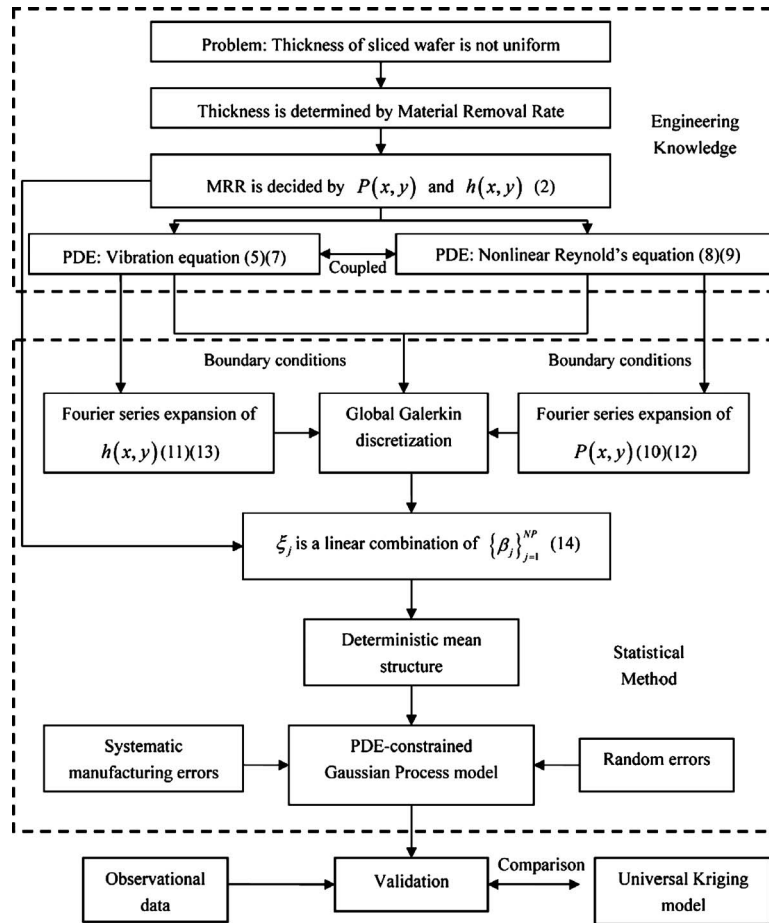 Problem: Thickness of sliced wafer is not uniform
Thickness is determined by Material Removal Rate
Engineering
Knowledge
MRR is decided by P(x, y) and h(x, y) (2)
PDE: Vibration equation (5)(7)
Coupled
PDE: Nonlinear Reynold's equation (8)(9)
Boundary conditions
Boundary conditions
Fourier series expansion of
h(x, y)(11)(13)
Global Galerkin
discretization
Fourier series expansion of
P(x, y)(10)(12)
ξ_j is a linear combination of {β_j}_{j=1}^{NP} (14)
Deterministic mean
structure
Statistical
Method
Systematic
manufacturing errors
PDE-constrained
Gaussian Process model
Random errors
Observational
data
Validation
Comparison
Universal Kriging
model